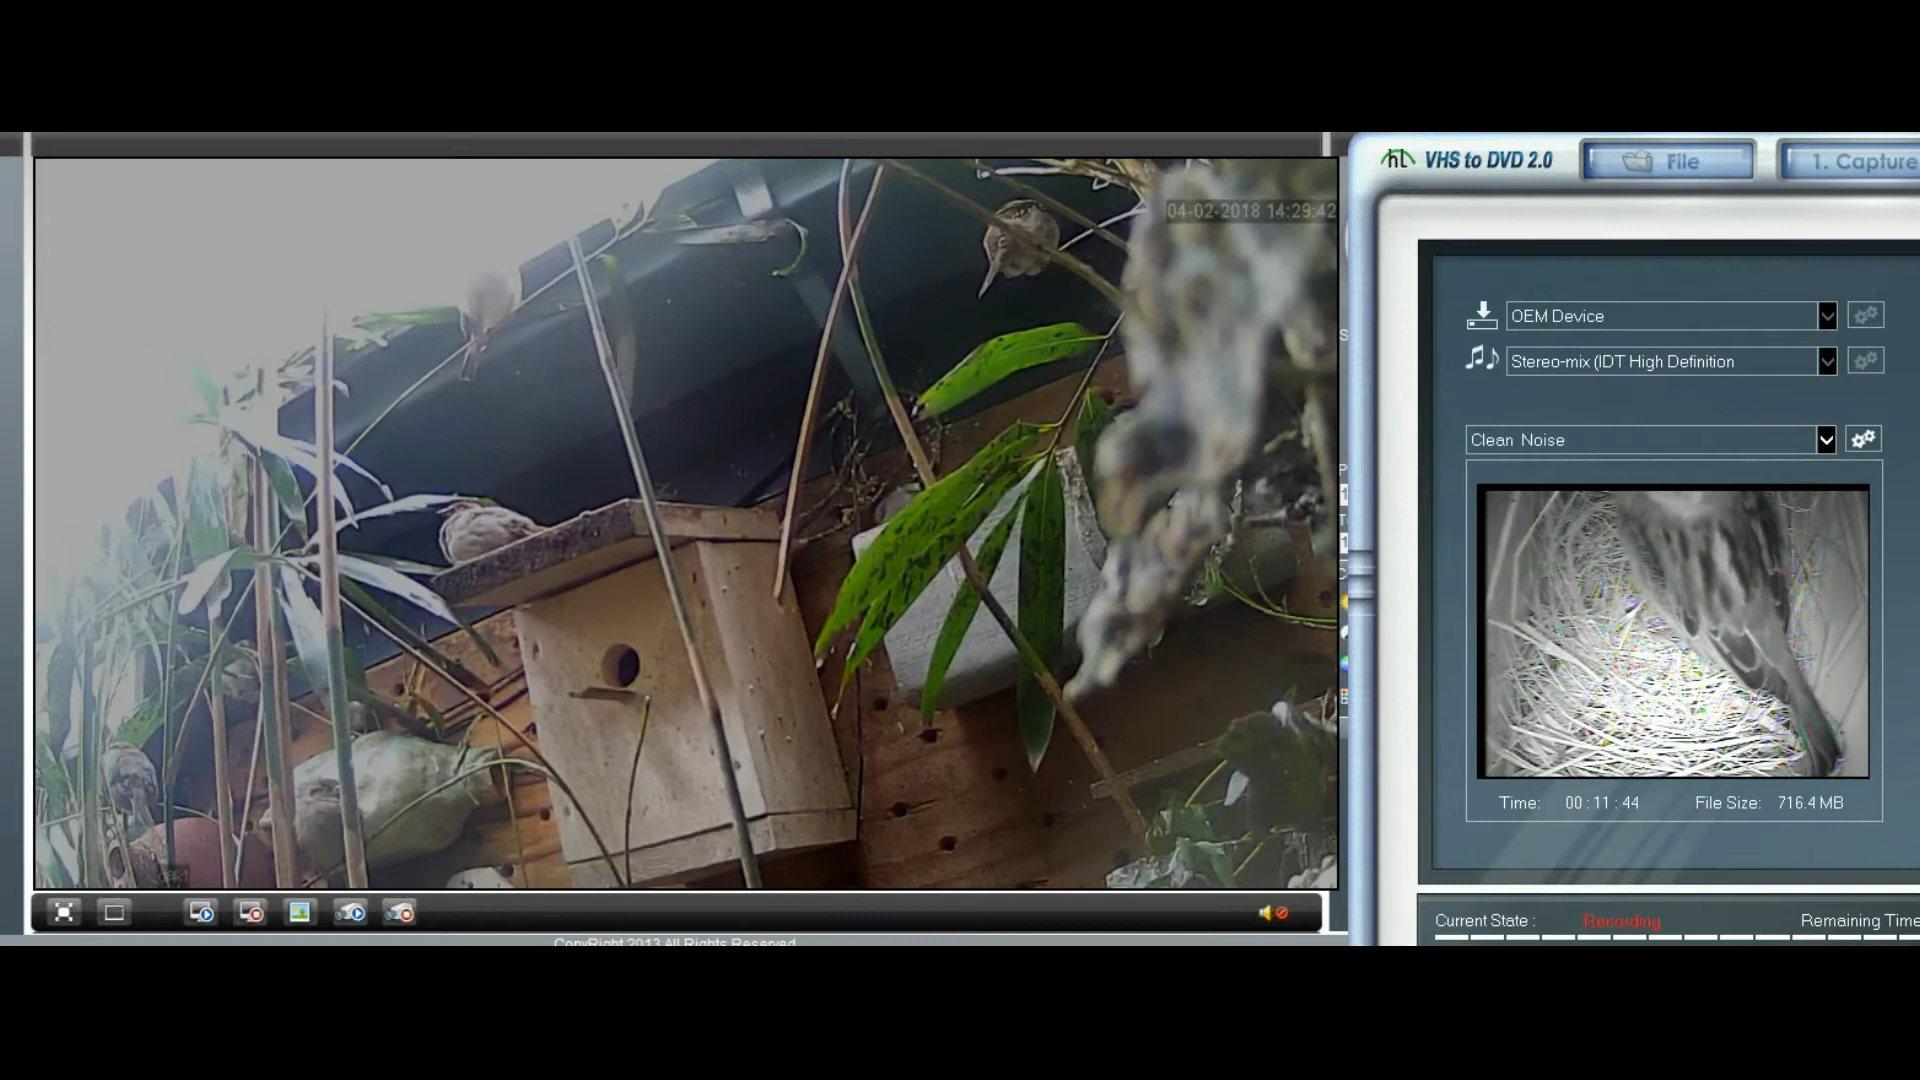 VHS to DVD 2.0
File
1. Capture
04-02-2018 14:29:42
OEM Device
Stereo-mix (IDT High Definition
Clean Noise
Time: 00 : 11 : 44 File Size: 716.4 MB
Current State : Recording Remaining Time
CopyRight 2013 All Rights Reserved